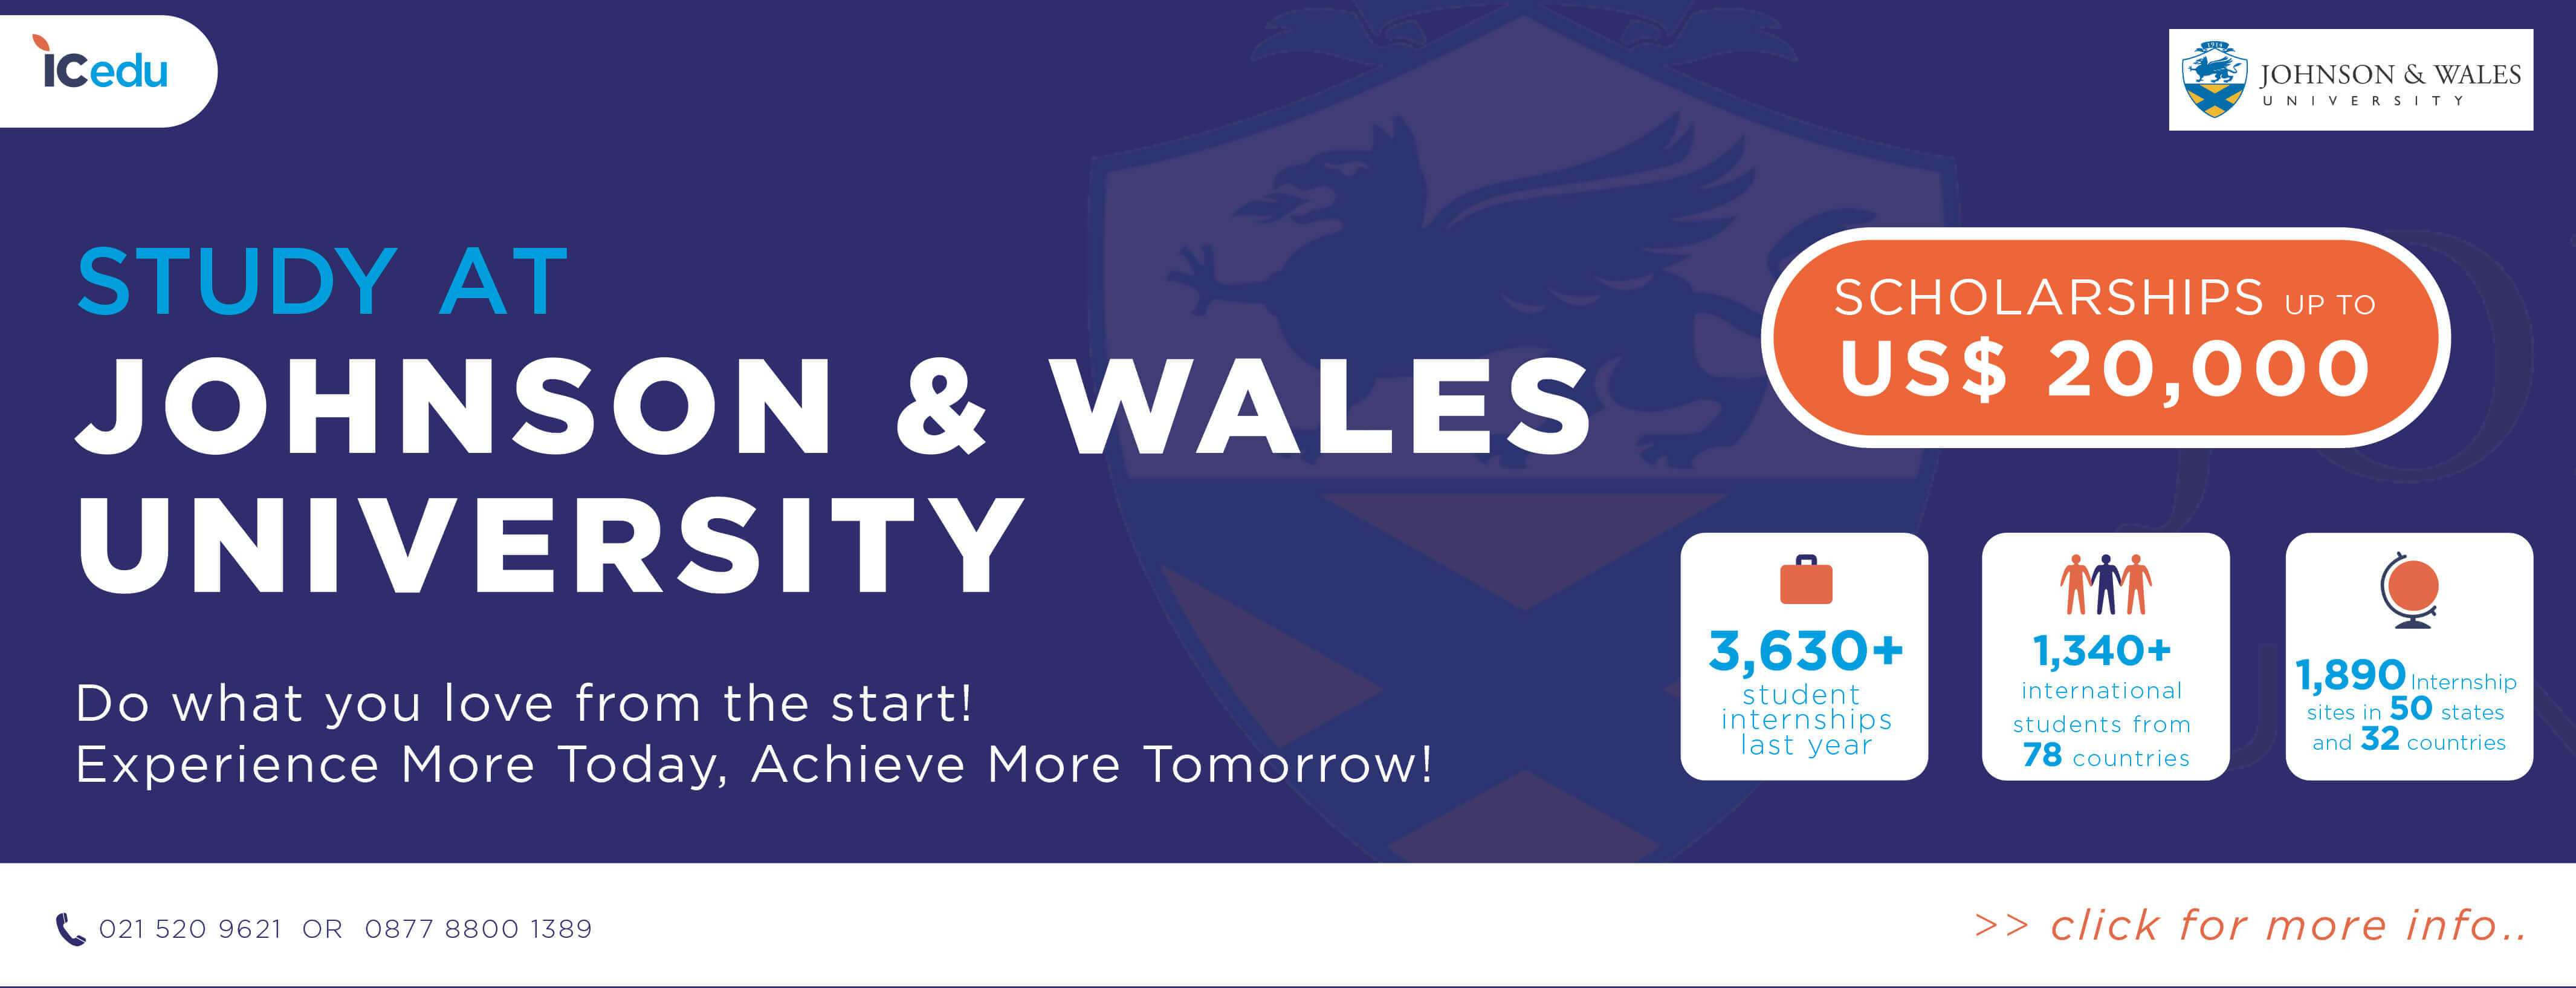 icedu
1914
JOHNSON & WALES
UNIVERSITY
STUDY AT
JOHNSON & WALES
UNIVERSITY
Do what you love from the start!
Experience More Today, Achieve More Tomorrow!
SCHOLARSHIPS UP TO
US$ 20,000
3,630+
student
internships
last year
1,340+
international
students from
78 countries
1,890 Internship
sites in 50 states
and 32 countries
021 520 9621 OR 0877 8800 1389
>> click for more info..